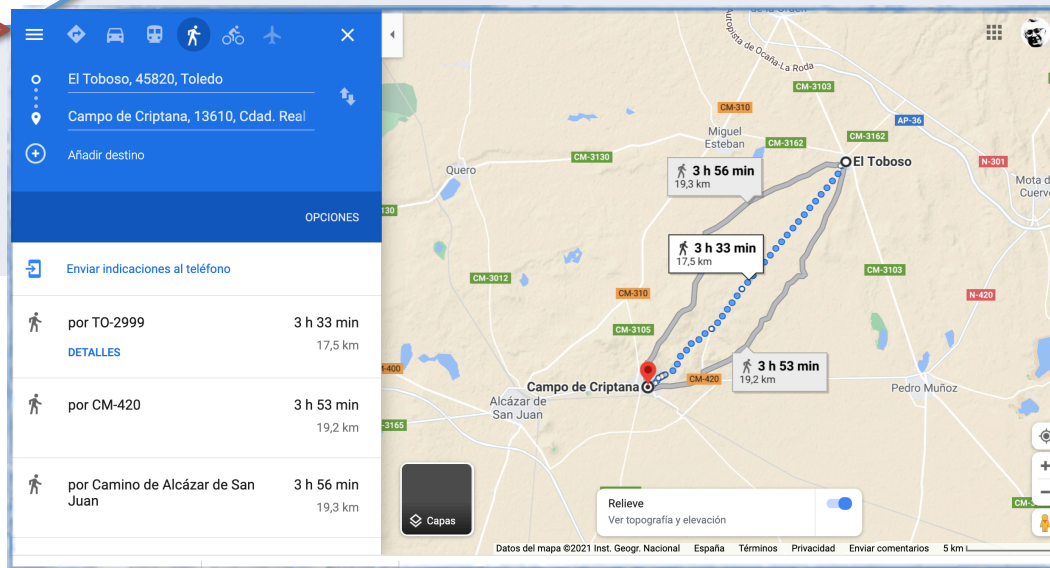 El Toboso, 45820, Toledo
Campo de Criptana, 13610, Cdad. Real
Añadir destino
OPCIONES
Enviar indicaciones al teléfono
por TO-2999
3 h 33 min
DETALLES
17,5 km
por CM-420
3 h 53 min
19,2 km
por Camino de Alcázar de San
Juan
3 h 56 min
19,3 km
de Ocaña-La Roda
CM-3103
CM-310
AP-36
Miguel
Esteban
CM-3162
CM-3162
CM-3130
El Toboso
N-301
Quero
3 h 56 min
19,3 km
Mota d
Cuerv
130
3 h 33 min
17,5 km
CM-3012
CM-3103
CM-310
N-420
CM-3105
-400
3 h 53 min
19,2 km
CM-420
Campo de Criptana
Pedro Muñoz
Alcázar de
San Juan
-3165
Capas
Relieve
Ver topografía y elevación
Datos del mapa ©2021 Inst. Geogr. Nacional España Términos Privacidad Enviar comentarios 5 km